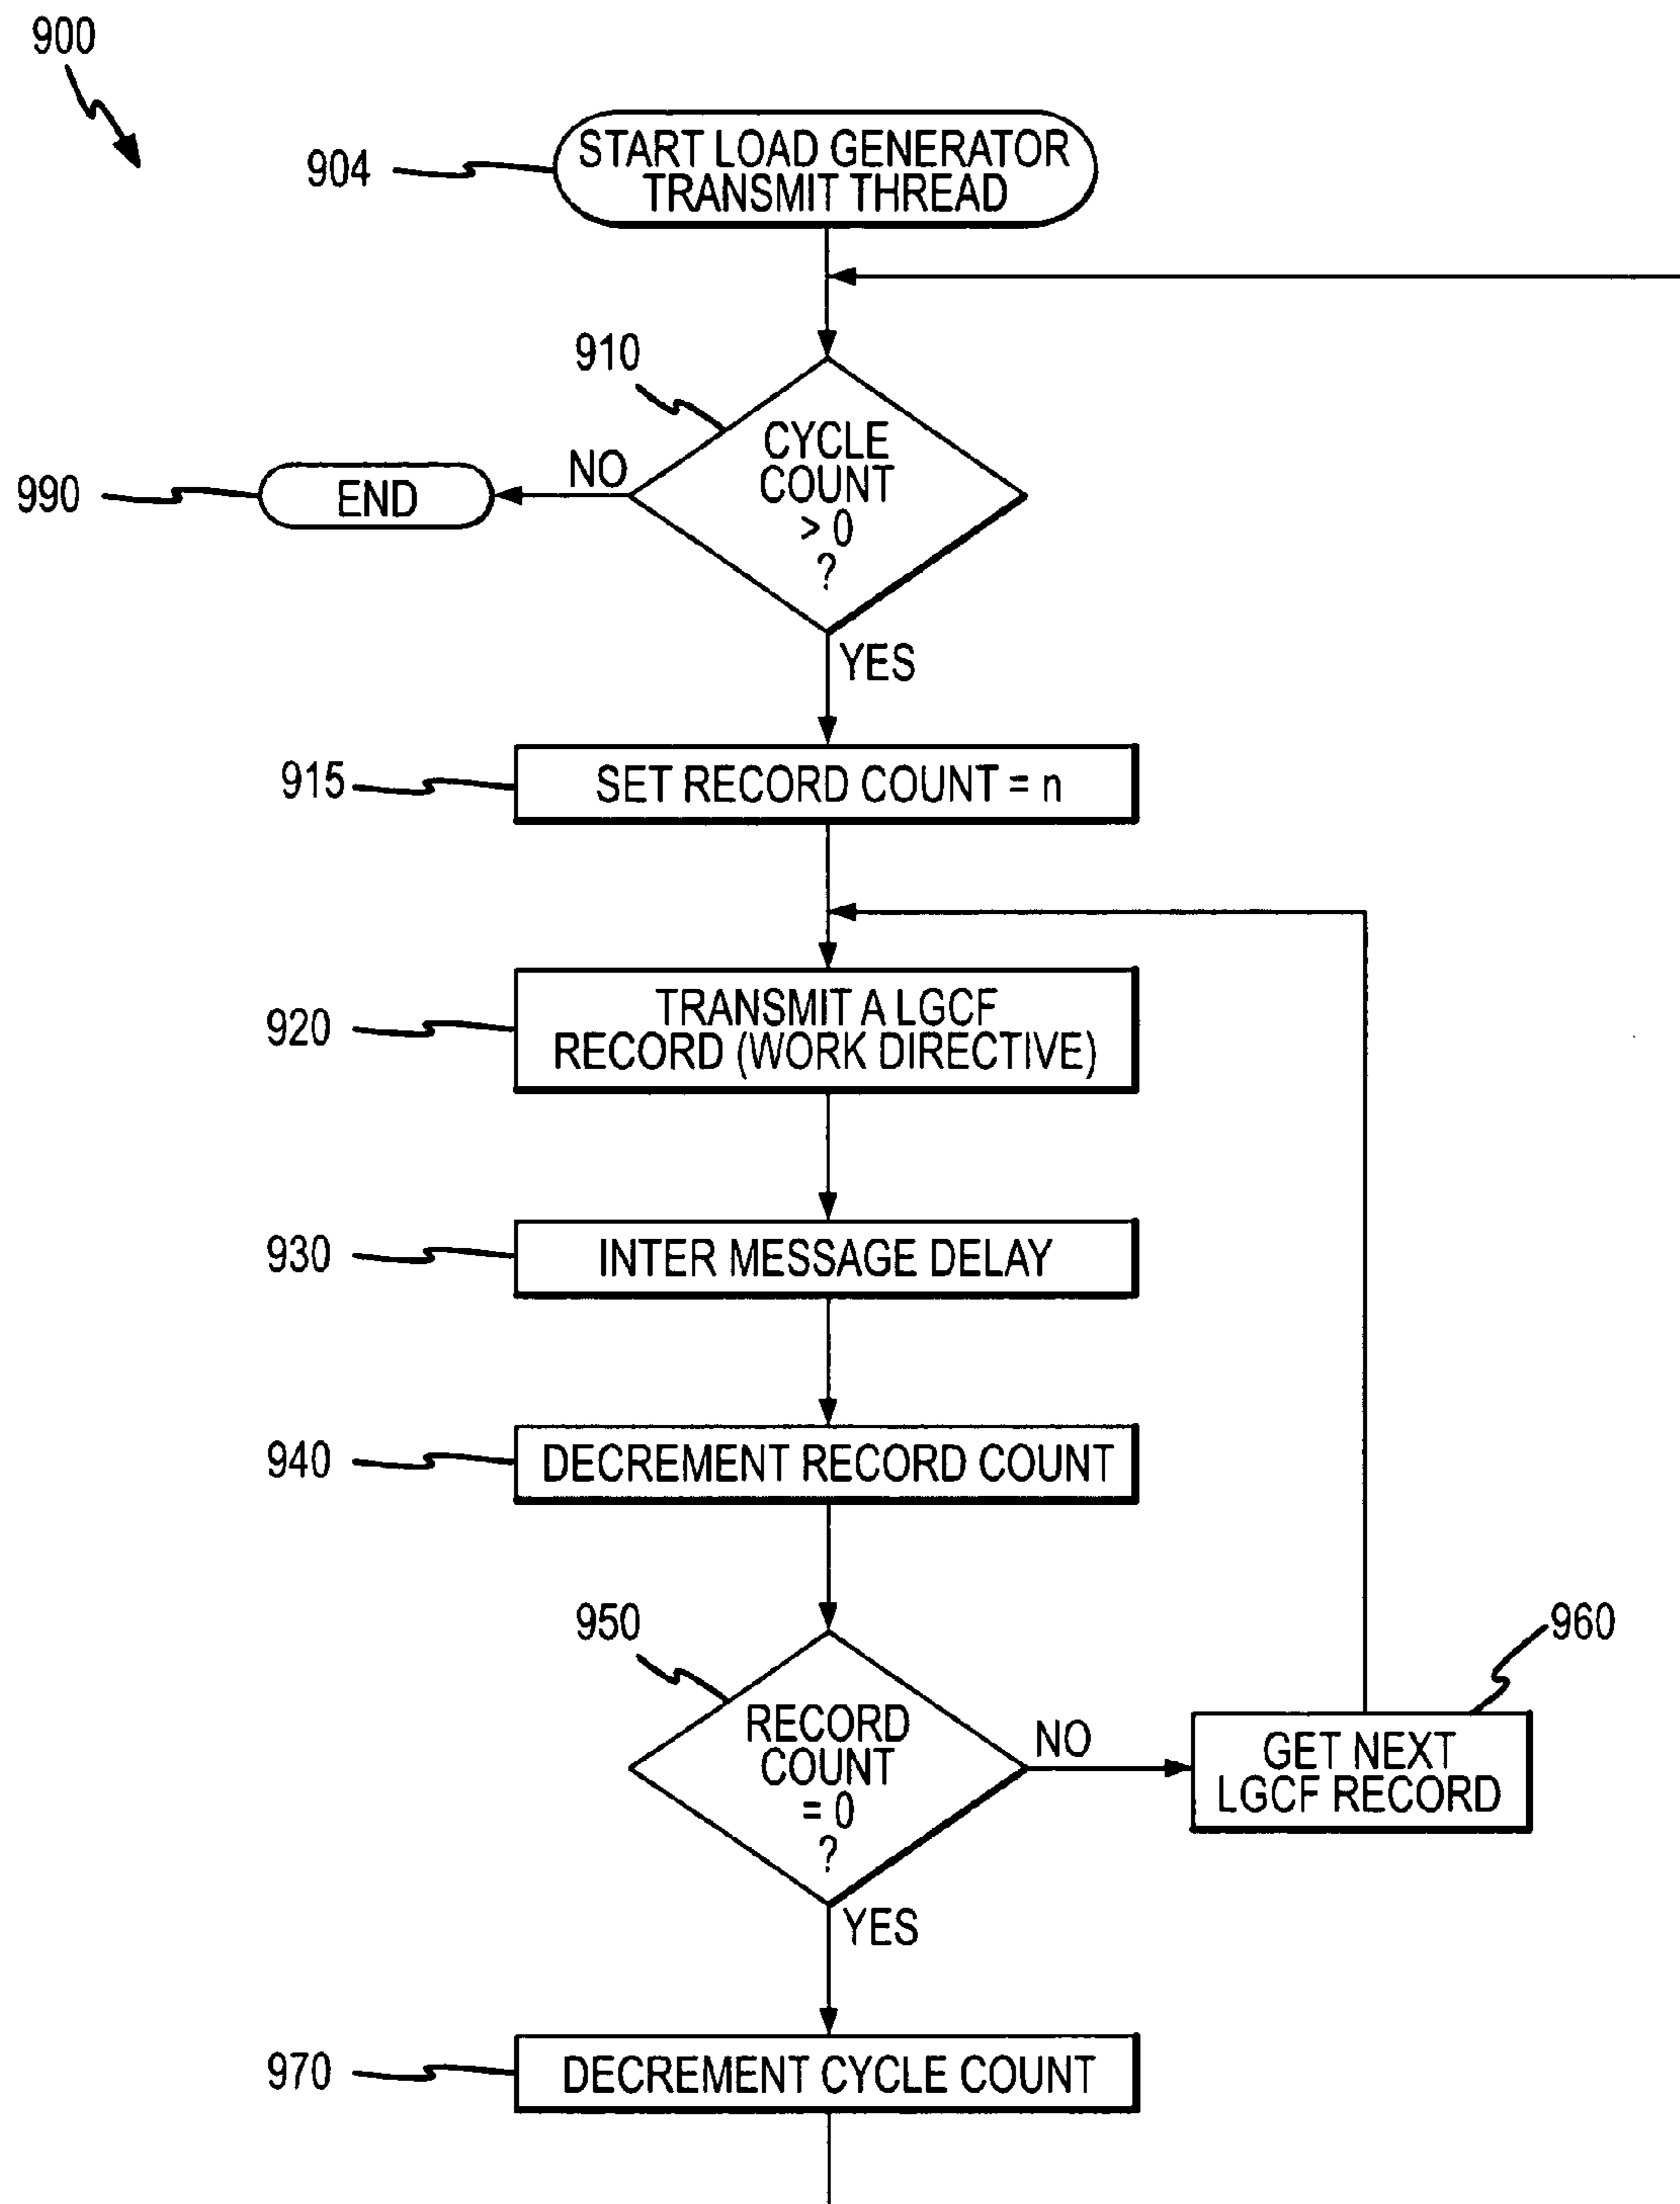 900
904
START LOAD GENERATOR
TRANSMIT THREAD
910
CYCLE
COUNT
> 0
?
NO
990
END
YES
915
SET RECORD COUNT = n
920
TRANSMIT A LGCF
RECORD (WORK DIRECTIVE)
930
INTER MESSAGE DELAY
940
DECREMENT RECORD COUNT
950
RECORD
COUNT
= 0
?
NO
960
GET NEXT
LGCF RECORD
YES
970
DECREMENT CYCLE COUNT